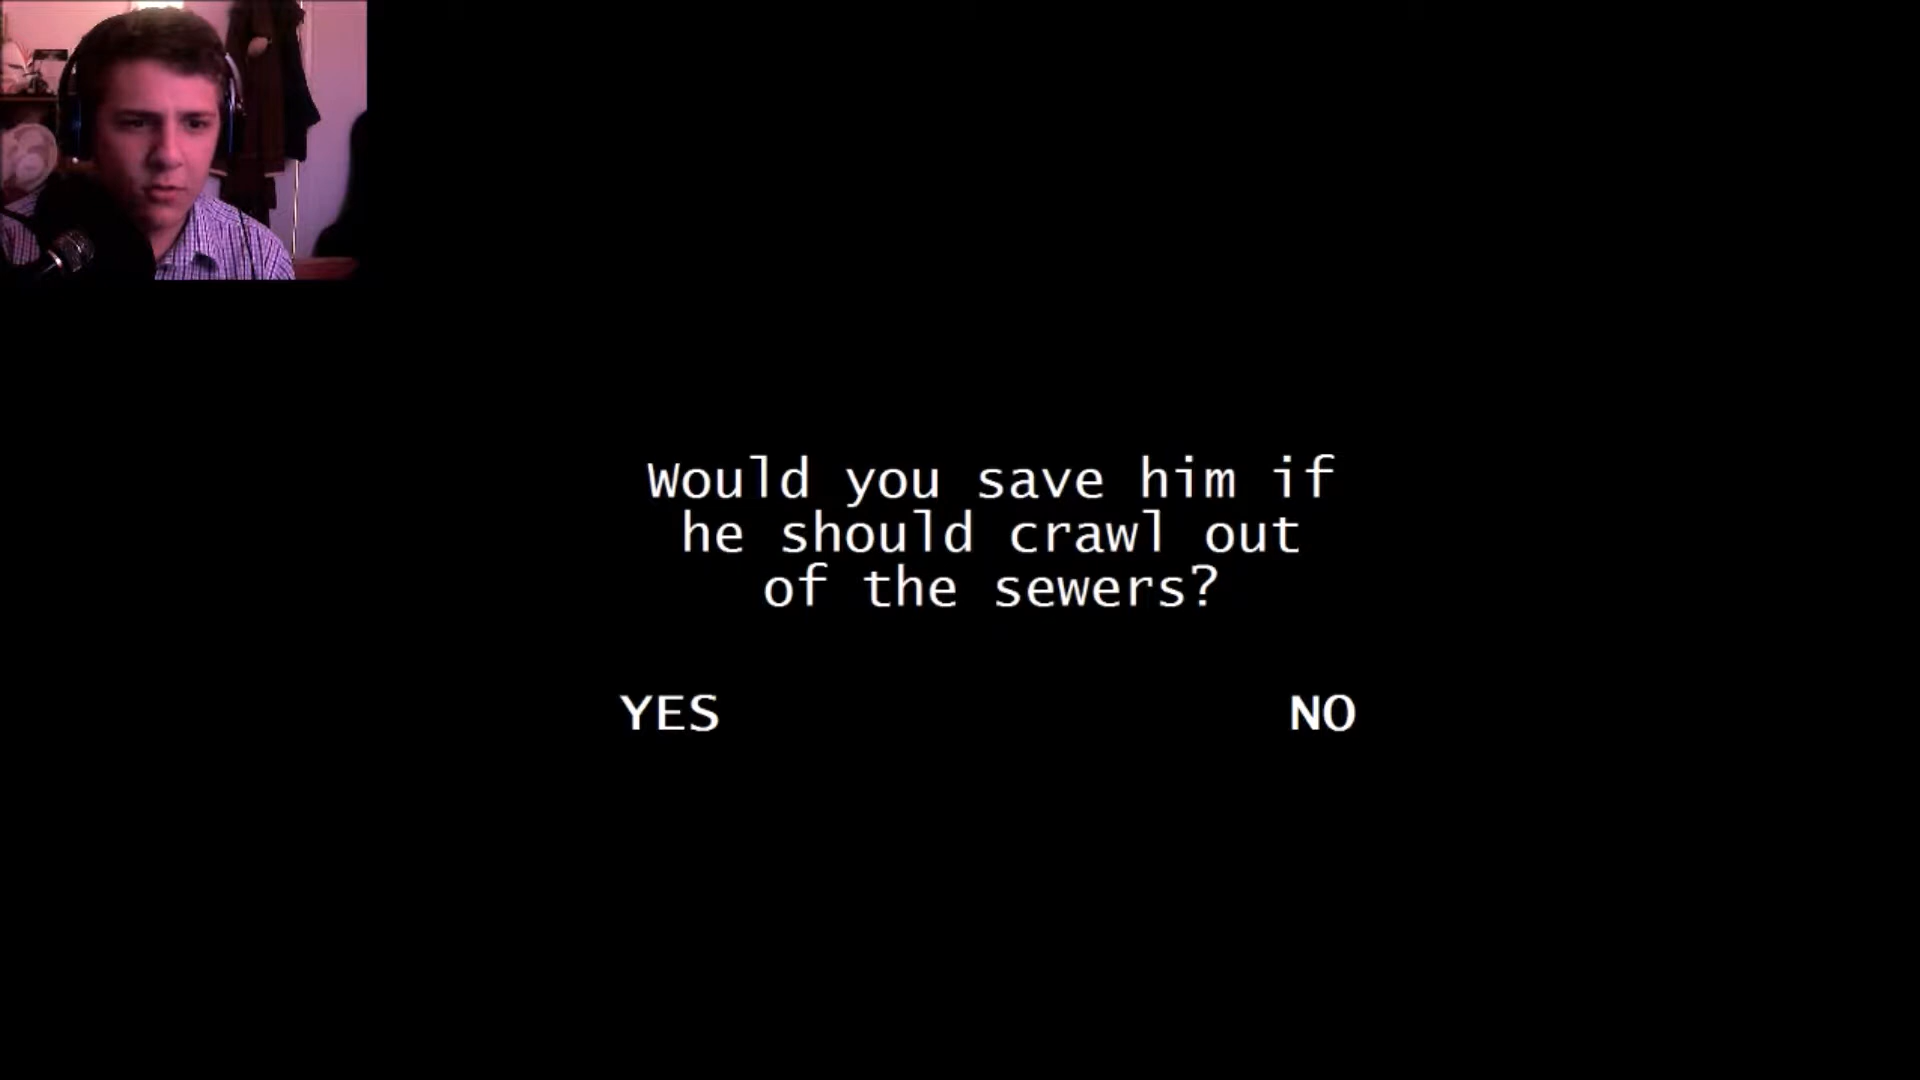 Would you save him if
he should crawl out
of the sewers?
YES NO